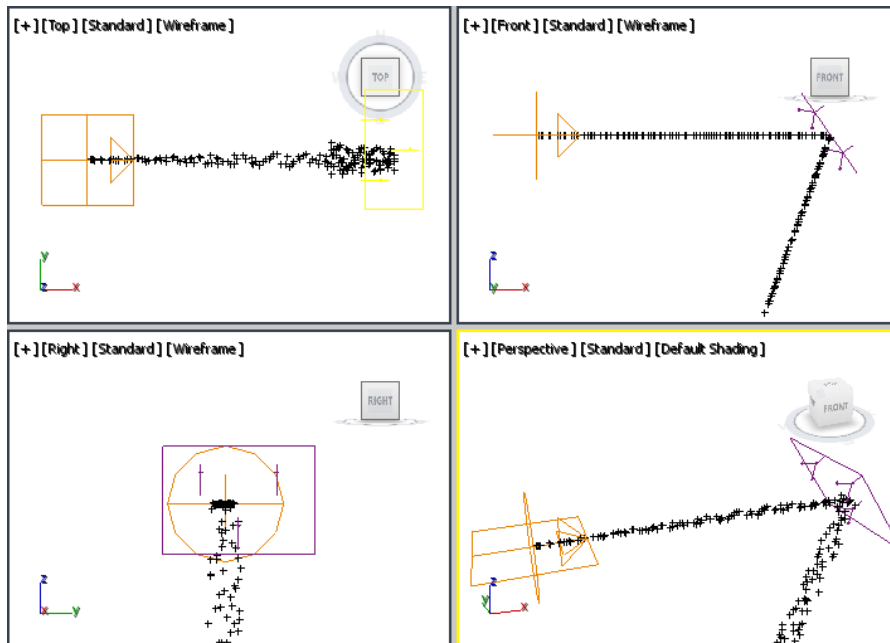 [+] [Top] [Standard] [Wireframe]
N
W TOP E
y
z x
[+] [Front] [Standard] [Wireframe]
FRONT
z
y x
[+] [Right] [Standard] [Wireframe]
RIGHT
z
x y
[+] [Perspective] [Standard] [Default Shading]
FRONT
z
y x